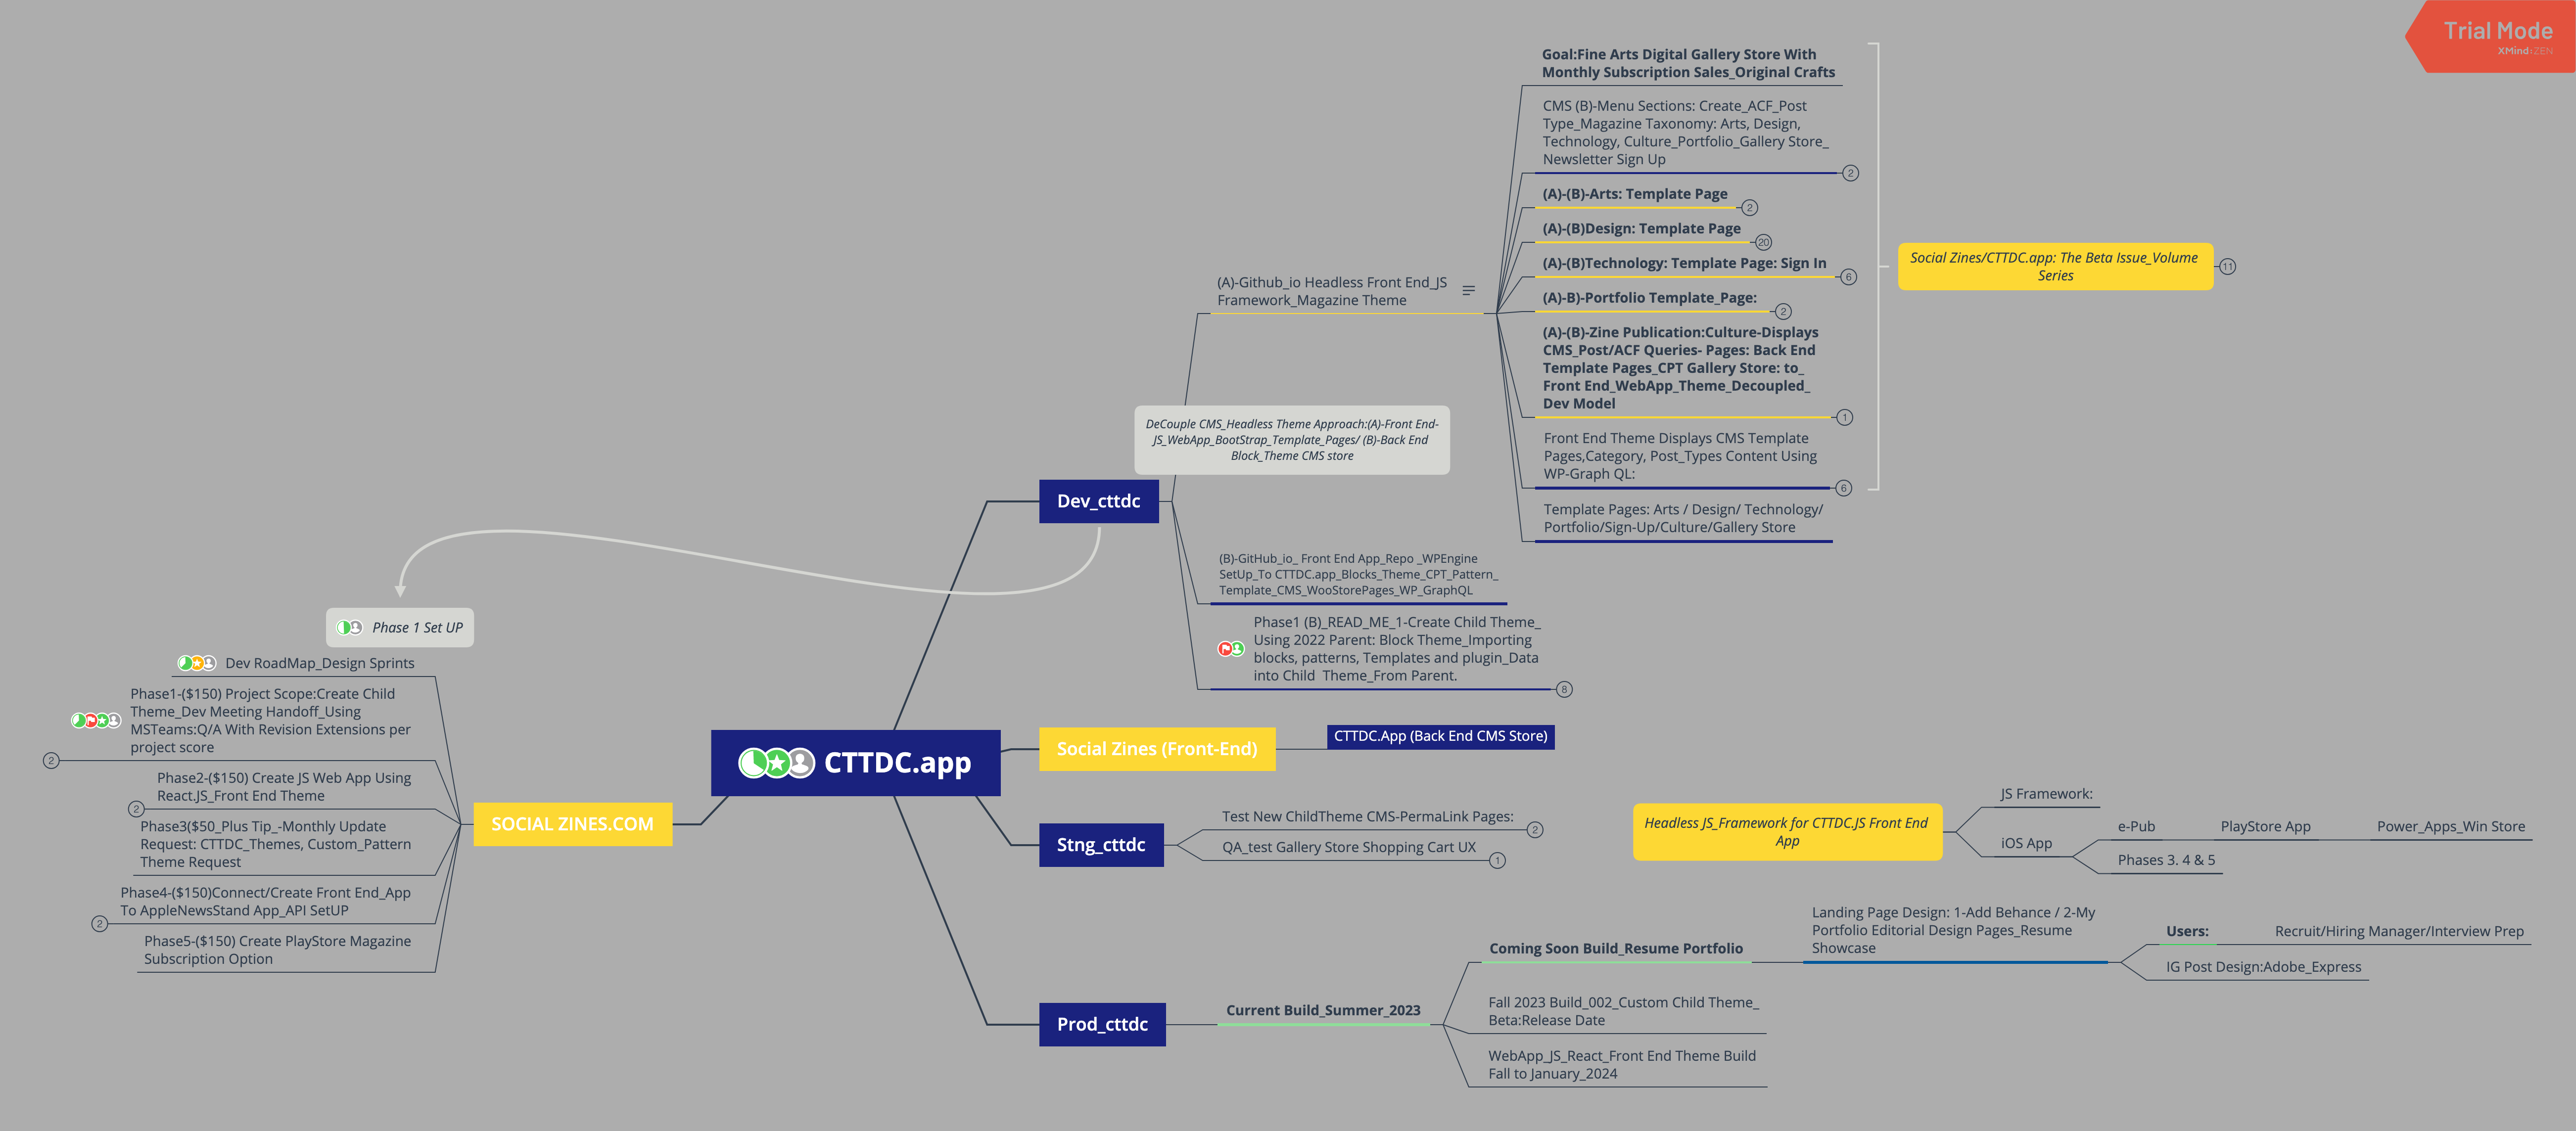 Trial Mode
XMind:ZEN
Goal:Fine Arts Digital Gallery Store With
Monthly Subscription Sales_Original Crafts
CMS (B)-Menu Sections: Create_ACF_Post
Type_Magazine Taxonomy: Arts, Design,
Technology, Culture_Portfolio_Gallery Store_
Newsletter Sign Up
2
(A)-(B)-Arts: Template Page
2
(A)-(B)Design: Template Page
20
(A)-(B)Technology: Template Page: Sign In
6
(A)-B)-Portfolio Template_Page:
2
(A)-(B)-Zine Publication:Culture-Displays
CMS_Post/ACF Queries- Pages: Back End
Template Pages_CPT Gallery Store: to_
Front End_WebApp_Theme_Decoupled_
Dev Model
1
Front End Theme Displays CMS Template
Pages,Category, Post_Types Content Using
WP-Graph QL:
6
Template Pages: Arts / Design/ Technology/
Portfolio/Sign-Up/Culture/Gallery Store
Social Zines/CTTDC.app: The Beta Issue_Volume
Series
11
(A)-Github_io Headless Front End_JS
Framework_Magazine Theme
DeCouple CMS_Headless Theme Approach:(A)-Front End-
JS_WebApp_BootStrap_Template_Pages/ (B)-Back End
Block_Theme CMS store
Dev_cttdc
(B)-GitHub_io_ Front End App_Repo _WPEngine
SetUp_To CTTDC.app_Blocks_Theme_CPT_Pattern_
Template_CMS_WooStorePages_WP_GraphQL
Phase1 (B)_READ_ME_1-Create Child Theme_
Using 2022 Parent: Block Theme_Importing
blocks, patterns, Templates and plugin_Data
into Child  Theme_From Parent.
8
Phase 1 Set UP
Dev RoadMap_Design Sprints
Phase1-($150) Project Scope:Create Child
Theme_Dev Meeting Handoff_Using
MSTeams:Q/A With Revision Extensions per
project score
2
Phase2-($150) Create JS Web App Using
React.JS_Front End Theme
2
Phase3($50_Plus Tip_-Monthly Update
Request: CTTDC_Themes, Custom_Pattern
Theme Request
Phase4-($150)Connect/Create Front End_App
To AppleNewsStand App_API SetUP
2
Phase5-($150) Create PlayStore Magazine
Subscription Option
SOCIAL ZINES.COM
CTTDC.app
Social Zines (Front-End)
CTTDC.App (Back End CMS Store)
Stng_cttdc
Test New ChildTheme CMS-PermaLink Pages:
2
QA_test Gallery Store Shopping Cart UX
1
Headless JS_Framework for CTTDC.JS Front End
App
JS Framework:
iOS App
e-Pub
PlayStore App
Power_Apps_Win Store
Phases 3. 4 & 5
Prod_cttdc
Current Build_Summer_2023
Coming Soon Build_Resume Portfolio
Landing Page Design: 1-Add Behance / 2-My
Portfolio Editorial Design Pages_Resume
Showcase
Users:
Recruit/Hiring Manager/Interview Prep
IG Post Design:Adobe_Express
Fall 2023 Build_002_Custom Child Theme_
Beta:Release Date
WebApp_JS_React_Front End Theme Build
Fall to January_2024